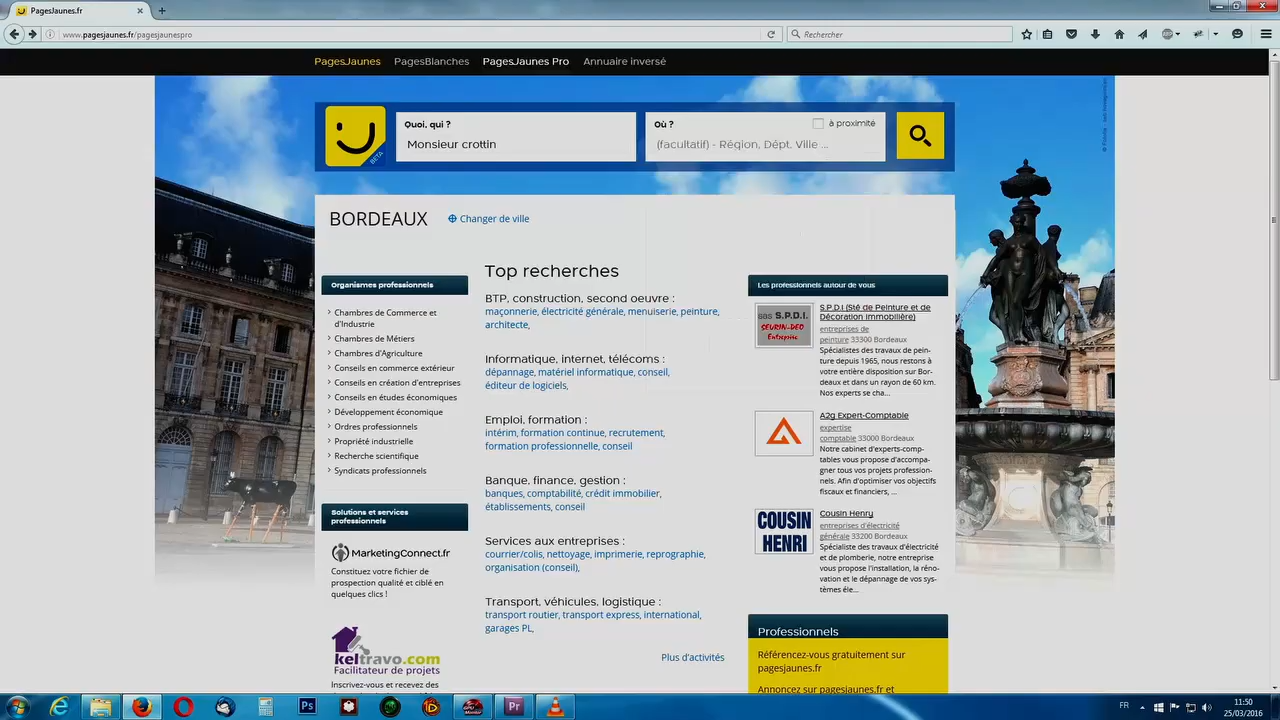 PagesJaunes.fr
www.pagesjaunes.fr/pagesjaunespro
Rechercher
PagesJaunes PagesBlanches PagesJaunes Pro Annuaire inversé
BETA
Quoi, qui ?
Monsieur crottin
Où ?
à proximité
(facultatif) - Région, Dépt, Ville ...
BORDEAUX
Changer de ville
Organismes professionnels
Chambres de Commerce et
d'Industrie
Chambres de Métiers
Chambres d'Agriculture
Conseils en commerce extérieur
Conseils en création d'entreprises
Conseils en études économiques
Développement économique
Ordres professionnels
Propriété industrielle
Recherche scientifique
Syndicats professionnels
Solutions et services
professionnels
MarketingConnect.fr
Constituez votre fichier de
prospection qualité et ciblé en
quelques clics !
keltravo.com
Facilitateur de projets
Inscrivez-vous et recevez des
Top recherches
BTP, construction, second oeuvre :
maçonnerie, électricité générale, menuiserie, peinture,
architecte,
Informatique, internet, télécoms :
dépannage, matériel informatique, conseil,
éditeur de logiciels,
Emploi, formation :
intérim, formation continue, recrutement,
formation professionnelle, conseil
Banque, finance, gestion :
banques, comptabilité, crédit immobilier,
établissements, conseil
Services aux entreprises :
courrier/colis, nettoyage, imprimerie, reprographie,
organisation (conseil),
Transport, véhicules, logistique :
transport routier, transport express, international,
garages PL,
Plus d'activités
Les professionnels autour de vous
S.P.D.I.
SEURIN-DEO
Entreprise
S.P.D.I (Sté de Peinture et de
Décoration Immobilière)
entreprises de
peinture 33300 Bordeaux
Spécialistes des travaux de pein-
ture depuis 1965, nous restons à
votre entière disposition sur Bor-
deaux et dans un rayon de 60 km.
Nos experts se cha...
A2g Expert-Comptable
expertise
comptable 33000 Bordeaux
Notre cabinet d'experts-comp-
tables vous propose d'accompa-
gner tous vos projets profession-
nels. Afin d'optimiser vos objectifs
fiscaux et financiers, ...
COUSIN
HENRI
Cousin Henry
entreprises d'électricité
générale 33200 Bordeaux
Spécialiste des travaux d'électricité
et de plomberie, notre entreprise
vous propose l'installation, la réno-
vation et le dépannage de vos sys-
tèmes éle...
Professionnels
Référencez-vous gratuitement sur
pagesjaunes.fr
Annoncez sur pagesjaunes.fr et
Ps
Pr
FR
11:50
25/03/2016